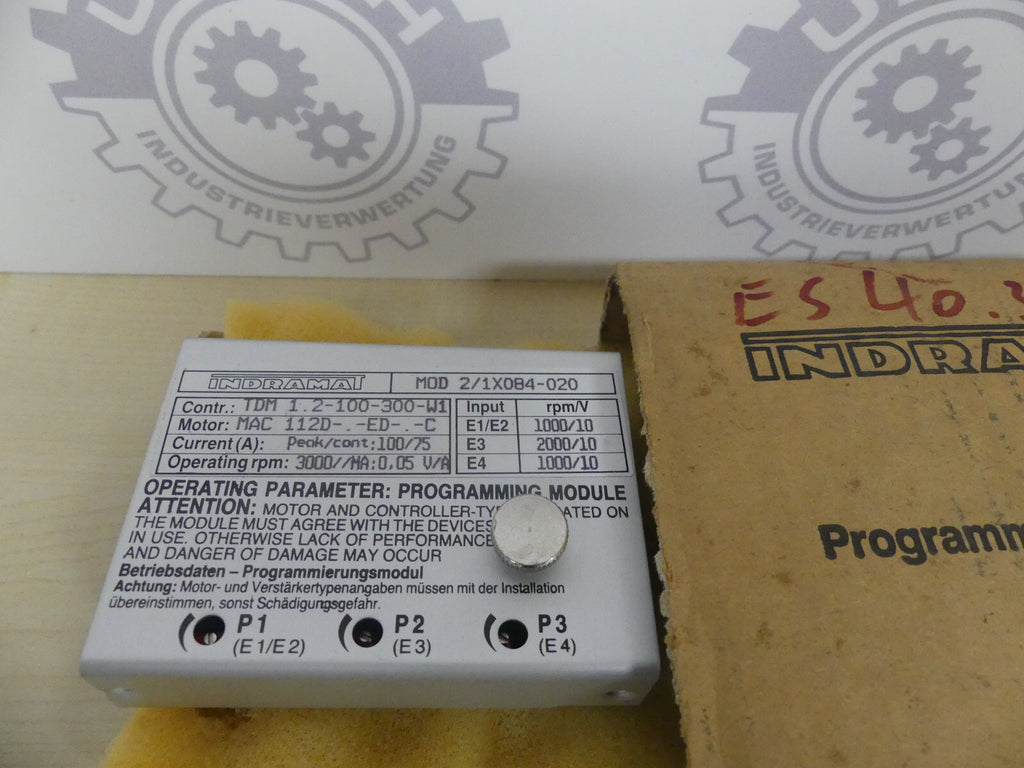 INDUSTRIEVERWERTUNG
INDUSTRIEVERWERTUNG
ES 40.
INDRAMA
Programm
INDRAMAT MOD 2/1X084-020
Contr.: TDM 1.2-100-300-W1
Motor: MAC 112D-.-ED-.-C
Current (A): Peak/cont:100/75
Operating rpm: 3000//MA:0,05 V/A
Input rpm/V
E1/E2 1000/10
E3 2000/10
E4 1000/10
OPERATING PARAMETER: PROGRAMMING MODULE
ATTENTION: MOTOR AND CONTROLLER-TYP ATED ON
THE MODULE MUST AGREE WITH THE DEVICES
IN USE. OTHERWISE LACK OF PERFORMANCE
AND DANGER OF DAMAGE MAY OCCUR
Betriebsdaten – Programmierungsmodul
Achtung: Motor- und Verstärkertypenangaben müssen mit der Installation
übereinstimmen, sonst Schädigungsgefahr.
P1 P2 P3
(E1/E2) (E3) (E4)